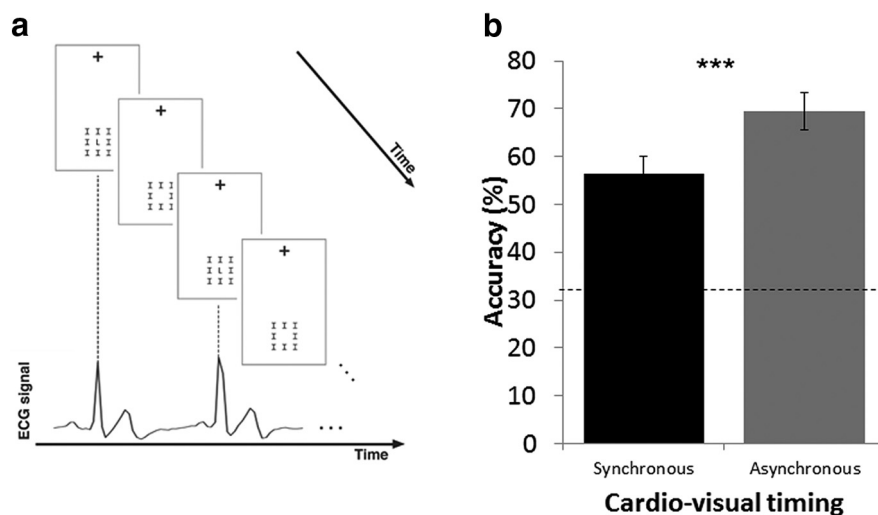 a
+
I I I
I L I
I I I
+
I I I
I I
I I I
+
I I I
I L I
I I I
+
I I I
I I
I I I
Time
ECG signal
Time
b
***
Accuracy (%)
80
70
60
50
40
30
20
10
0
Synchronous Asynchronous
Cardio-visual timing